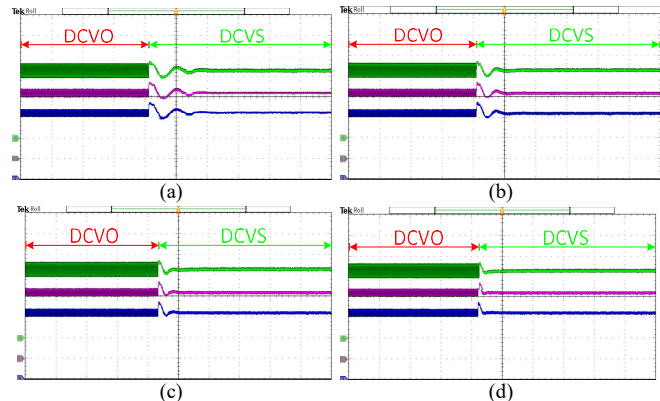 Tek Roll
DCVO DCVS
(a)
Tek Roll
DCVO DCVS
(b)
Tek Roll
DCVO DCVS
(c)
Tek Roll
DCVO DCVS
(d)